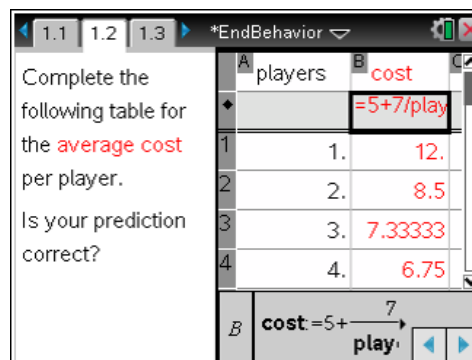 1.1 1.2 1.3 *EndBehavior
Complete the
following table for
the average cost
per player.
Is your prediction
correct?
A players B cost C
=5+7/play
1 1. 12.
2 2. 8.5
3 3. 7.33333
4 4. 6.75
B cost:=5+7/play